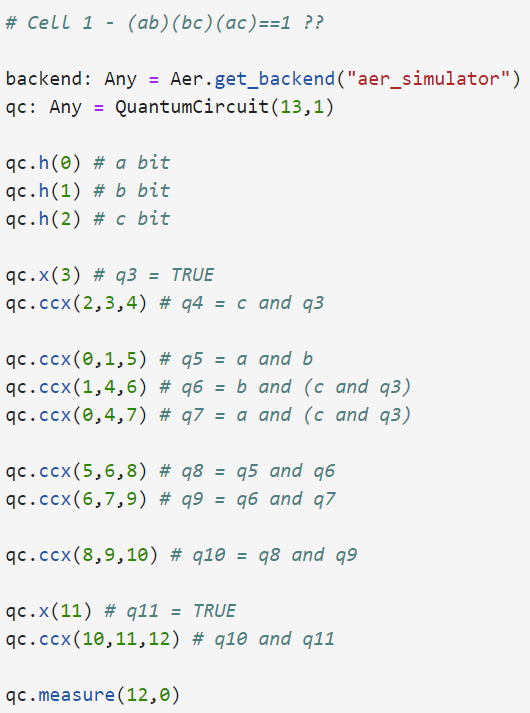 # Cell 1 - (ab)(bc)(ac)==1 ??
backend: Any = Aer.get_backend("aer_simulator")
qc: Any = QuantumCircuit(13,1)
qc.h(0) # a bit
qc.h(1) # b bit
qc.h(2) # c bit
qc.x(3) # q3 = TRUE
qc.ccx(2,3,4) # q4 = c and q3
qc.ccx(0,1,5) # q5 = a and b
qc.ccx(1,4,6) # q6 = b and (c and q3)
qc.ccx(0,4,7) # q7 = a and (c and q3)
qc.ccx(5,6,8) # q8 = q5 and q6
qc.ccx(6,7,9) # q9 = q6 and q7
qc.ccx(8,9,10) # q10 = q8 and q9
qc.x(11) # q11 = TRUE
qc.ccx(10,11,12) # q10 and q11
qc.measure(12,0)